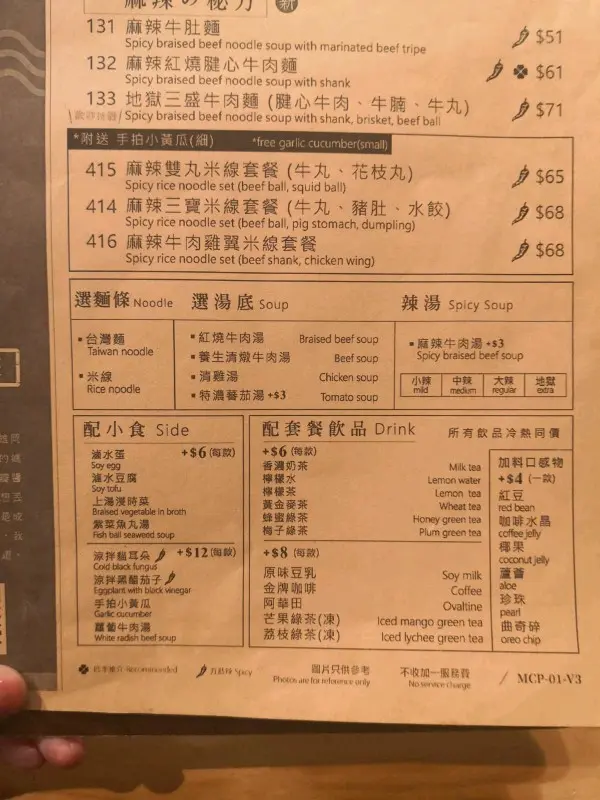 麻辣の秘方 新
131 麻辣牛肚麵 $51
Spicy braised beef noodle soup with marinated beef tripe
132 麻辣紅燒腱心牛肉麵 $61
Spicy braised beef noodle soup with shank
133 地獄三盛牛肉麵 (腱心牛肉、牛腩、牛丸) $71
Spicy braised beef noodle soup with shank, brisket, beef ball
*附送 手拍小黃瓜(細) *free garlic cucumber(small)
415 麻辣雙丸米線套餐 (牛丸、花枝丸) $65
Spicy rice noodle set (beef ball, squid ball)
414 麻辣三寶米線套餐 (牛丸、豬肚、水餃) $68
Spicy rice noodle set (beef ball, pig stomach, dumpling)
416 麻辣牛肉雞翼米線套餐 $68
Spicy rice noodle set (beef shank, chicken wing)
選麵條 Noodle
▪ 台灣麵
Taiwan noodle
▪ 米線
Rice noodle
選湯底 Soup
▪ 紅燒牛肉湯 Braised beef soup
▪ 養生清燉牛肉湯 Beef soup
▪ 清雞湯 Chicken soup
▪ 特濃蕃茄湯 +$3 Tomato soup
辣湯 Spicy Soup
▪ 麻辣牛肉湯 +$3
Spicy braised beef soup
小辣 中辣 大辣 地獄
mild medium regular extra
配小食 Side
滷水蛋 +$6 (每款)
Soy egg
滷水豆腐
Soy tofu
上湯浸時菜
Braised vegetable in broth
紫菜魚丸湯
Fish ball seaweed soup
涼拌貓耳朵 +$12 (每款)
Cold black fungus
涼拌黑醋茄子
Eggplant with black vinegar
手拍小黃瓜
Garlic cucumber
蘿蔔牛肉湯
White radish beef soup
配套餐飲品 Drink 所有飲品冷熱同價
+$6 (每款)
香濃奶茶 Milk tea
檸檬水 Lemon water
檸檬茶 Lemon tea
黃金麥茶 Wheat tea
蜂蜜綠茶 Honey green tea
梅子綠茶 Plum green tea
+$8 (每款)
原味豆乳 Soy milk
金牌咖啡 Coffee
阿華田 Ovaltine
芒果綠茶(凍) Iced mango green tea
荔枝綠茶(凍) Iced lychee green tea
加料口感物
+$4 (一款)
紅豆
red bean
咖啡水晶
coffee jelly
椰果
coconut jelly
蘆薈
aloe
珍珠
pearl
曲奇碎
oreo chip
Recommended Spicy 圖片只供參考 不收加一服務費 / MCP-01-V3
Photos are for reference only No service charge